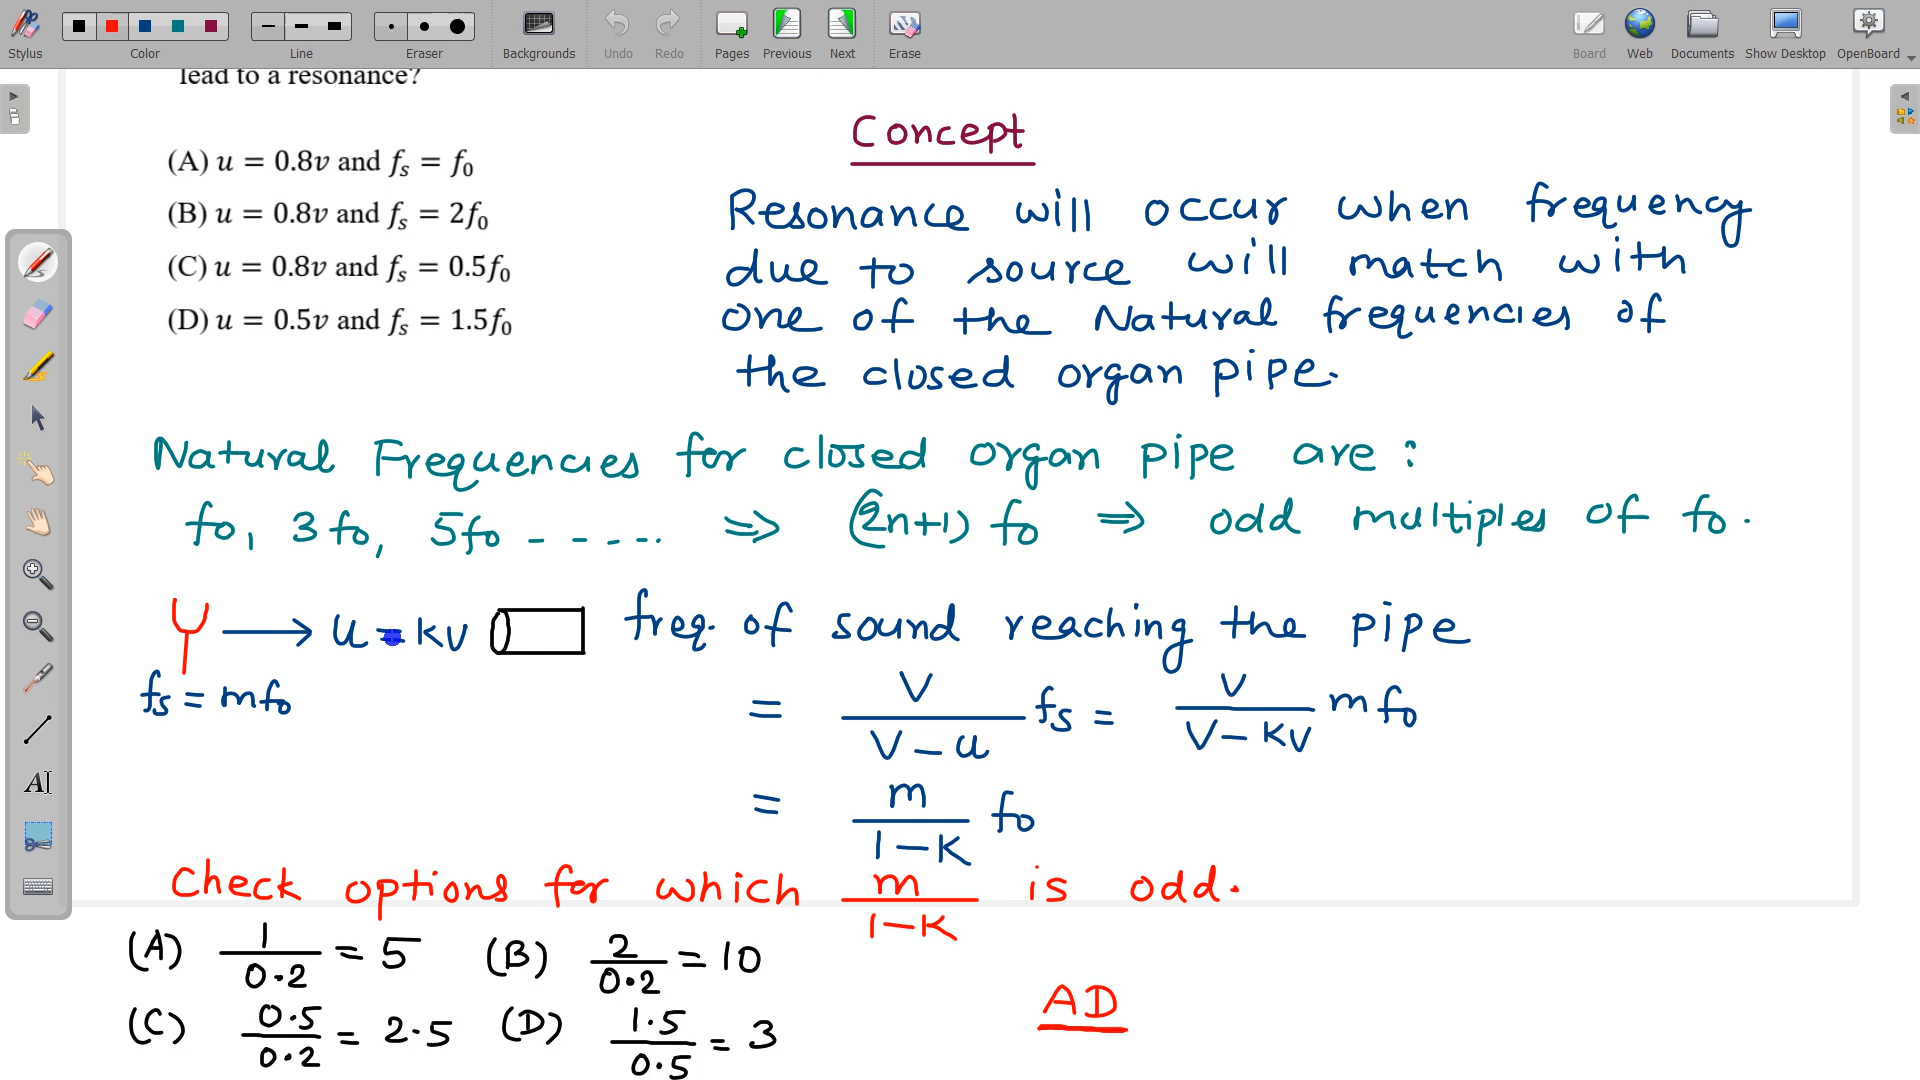 Stylus Color Line Eraser Backgrounds Undo Redo Pages Previous Next Erase Board Web Documents Show Desktop OpenBoard
lead to a resonance?
(A) u = 0.8v and fₛ = f₀
(B) u = 0.8v and fₛ = 2f₀
(C) u = 0.8v and fₛ = 0.5f₀
(D) u = 0.5v and fₛ = 1.5f₀
Concept
Resonance will occur when frequency
due to source will match with
one of the Natural frequencies of
the closed organ pipe.
Natural Frequencies for closed organ pipe are :
f₀, 3f₀, 5f₀ - - - - ... ⇒ (2n+1) f₀ ⇒ odd multiples of f₀.
→ u = kv freq. of sound reaching the pipe
fₛ = mf₀
= V/(V-u) fₛ = V/(V-kV) m f₀
= m/(1-k) f₀
Check options for which m/(1-k) is odd.
(A) 1/0.2 = 5 (B) 2/0.2 = 10
(C) 0.5/0.2 = 2.5 (D) 1.5/0.5 = 3
AD